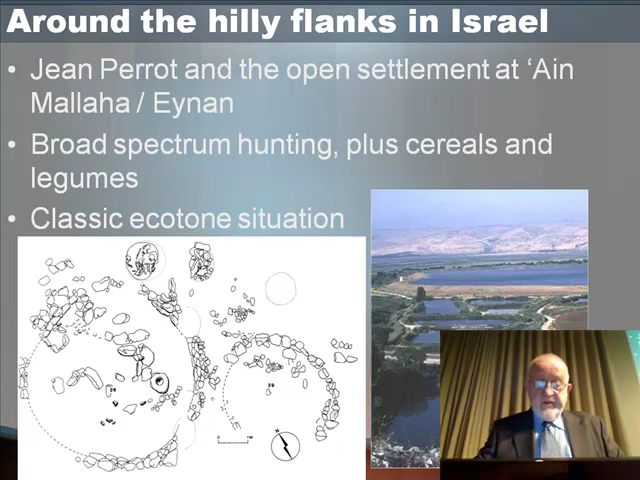 Around the hilly flanks in Israel
• Jean Perrot and the open settlement at ‘Ain
Mallaha / Eynan
• Broad spectrum hunting, plus cereals and
legumes
• Classic ecotone situation